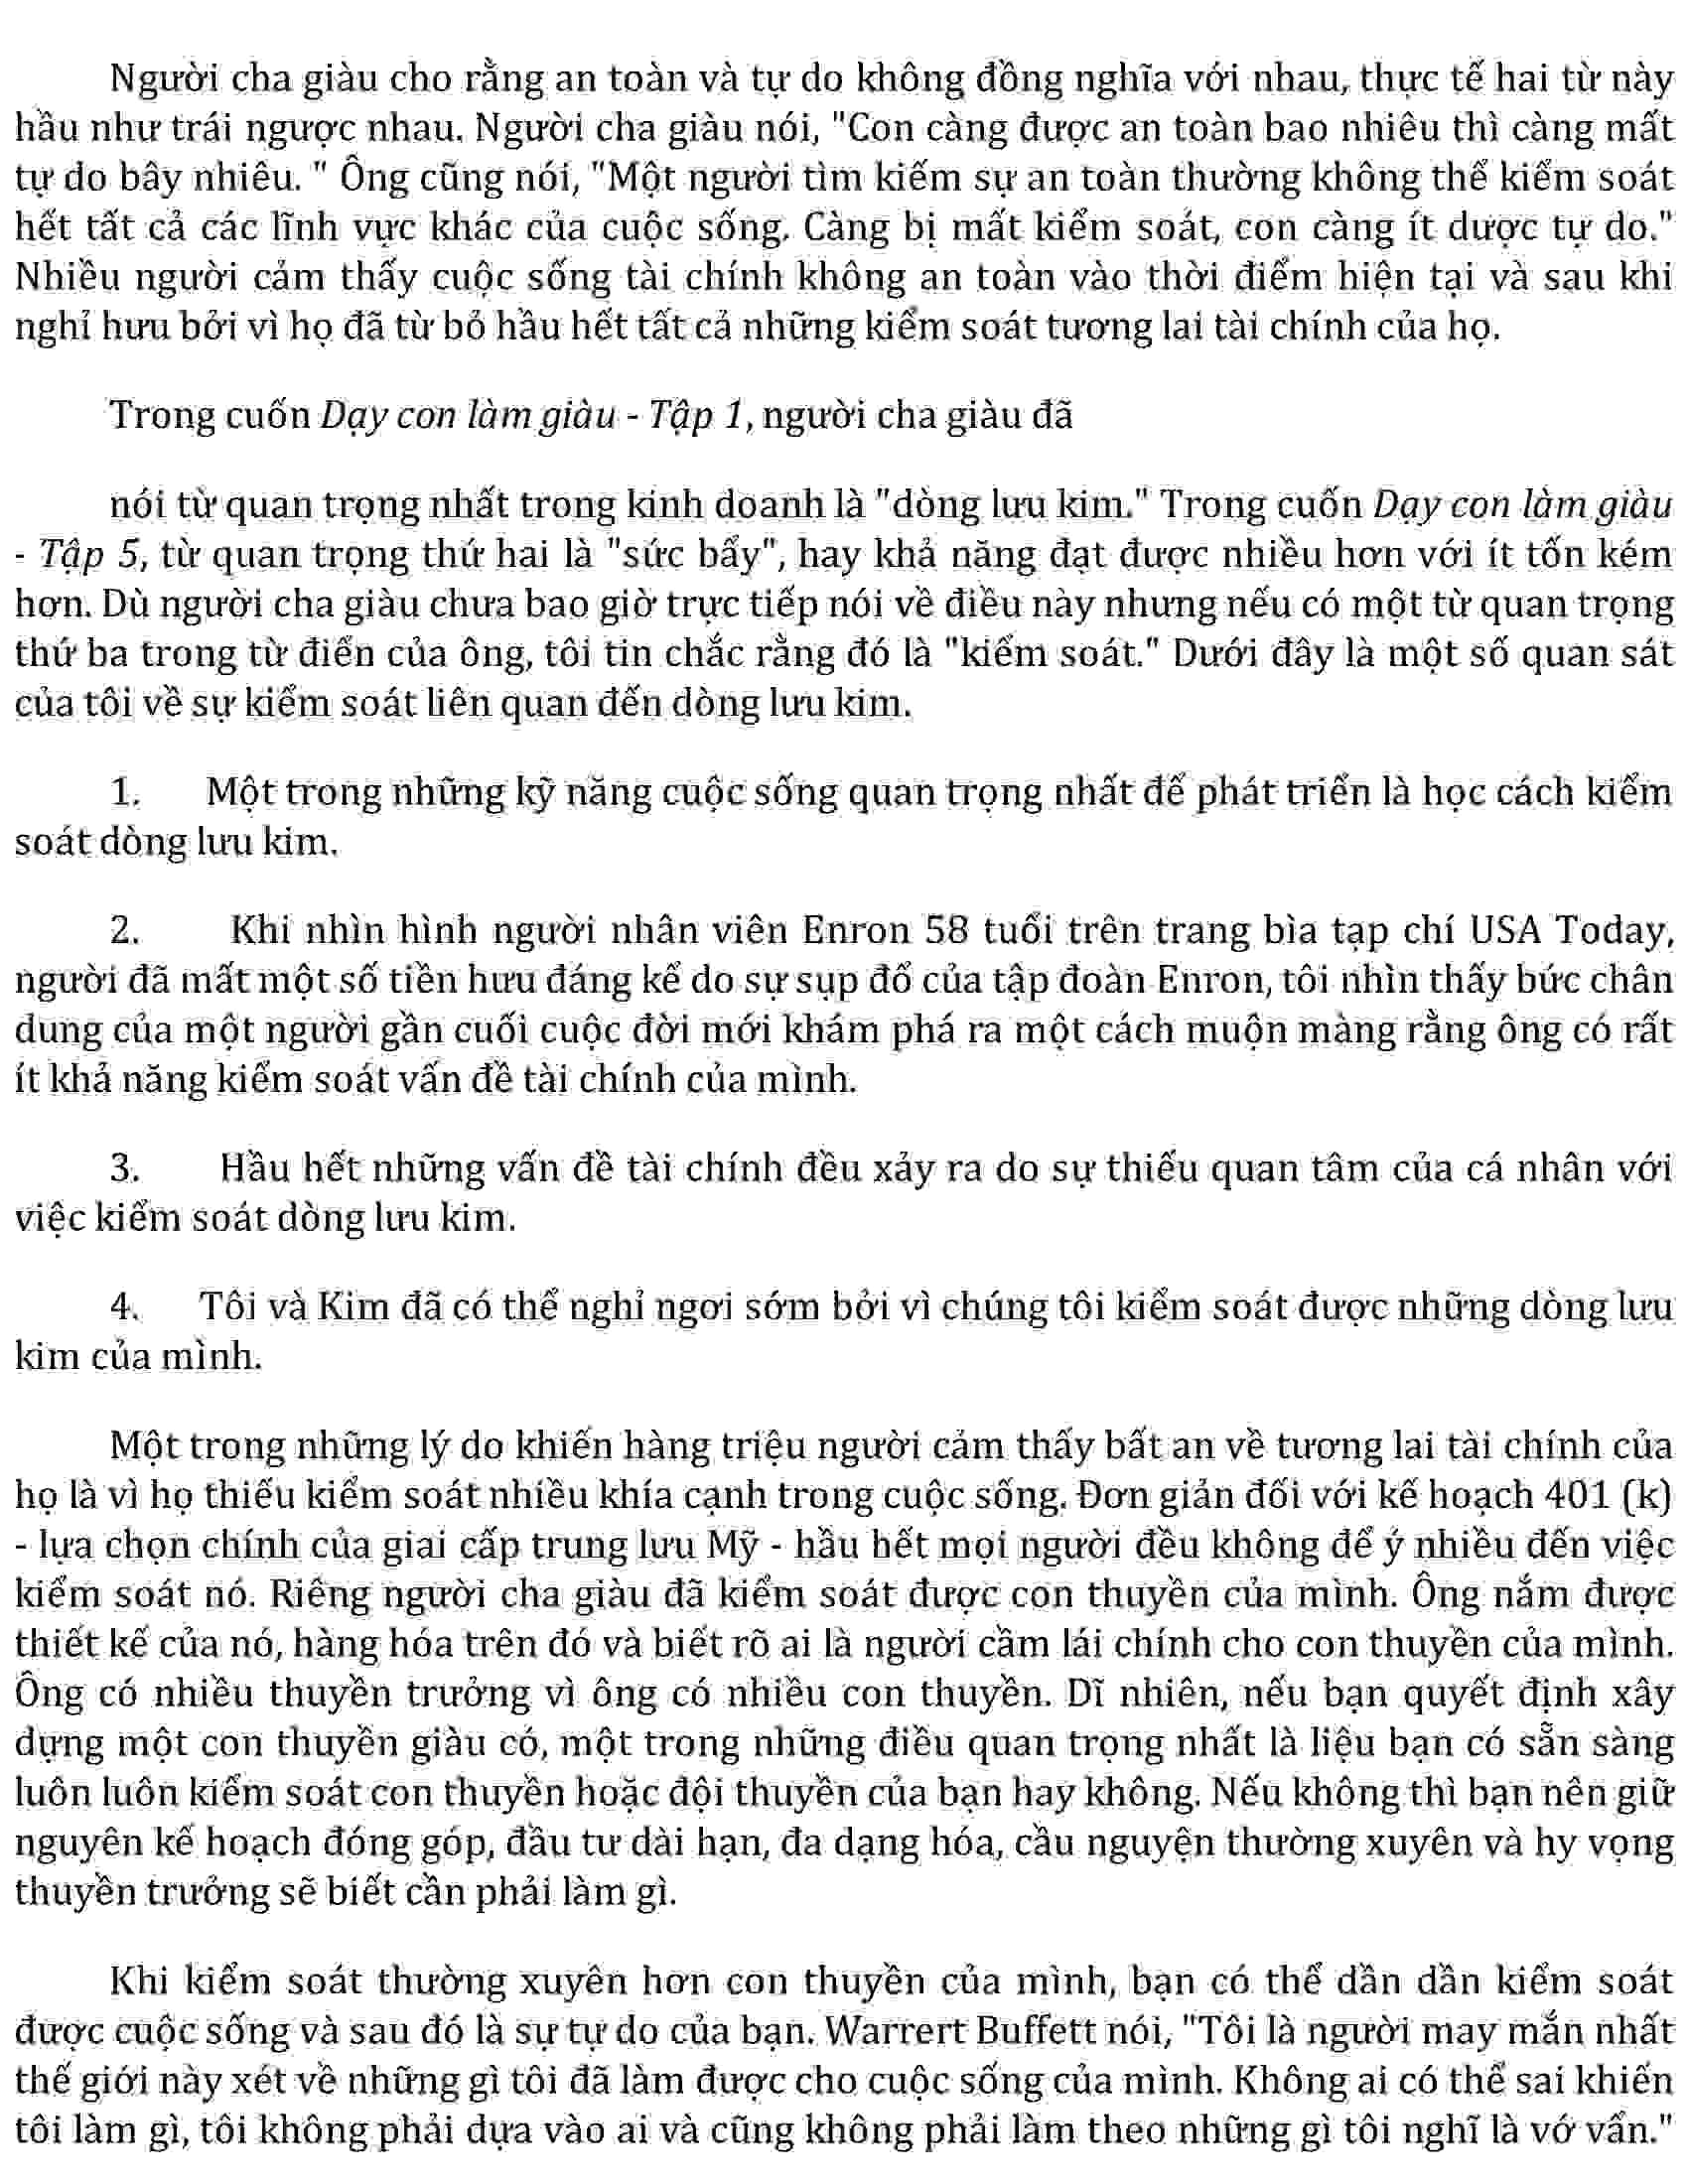 Người cha giàu cho rằng an toàn và tự do không đồng nghĩa với nhau, thực tế hai từ này
hầu như trái ngược nhau. Người cha giàu nói, "Con càng được an toàn bao nhiêu thì càng mất
tự do bây nhiêu. " Ông cũng nói, "Một người tìm kiếm sự an toàn thường không thể kiểm soát
hết tất cả các lĩnh vực khác của cuộc sống. Càng bị mất kiểm soát, con càng ít dược tự do."
Nhiều người cảm thấy cuộc sống tài chính không an toàn vào thời điểm hiện tại và sau khi
nghỉ hưu bởi vì họ đã từ bỏ hầu hết tất cả những kiểm soát tương lai tài chính của họ.
Trong cuốn Dạy con làm giàu - Tập 1, người cha giàu đã
nói từ quan trọng nhất trong kinh doanh là "dòng lưu kim." Trong cuốn Dạy con làm giàu
- Tập 5, từ quan trọng thứ hai là "sức bẩy", hay khả năng đạt được nhiều hơn với ít tốn kém
hơn. Dù người cha giàu chưa bao giờ trực tiếp nói về điều này nhưng nếu có một từ quan trọng
thứ ba trong từ điển của ông, tôi tin chắc rằng đó là "kiểm soát." Dưới đây là một số quan sát
của tôi về sự kiểm soát liên quan đến dòng lưu kim.
1. Một trong những kỹ năng cuộc sống quan trọng nhất để phát triển là học cách kiểm
soát dòng lưu kim.
2. Khi nhìn hình người nhân viên Enron 58 tuổi trên trang bìa tạp chí USA Today,
người đã mất một số tiền hưu đáng kể do sự sụp đổ của tập đoàn Enron, tôi nhìn thấy bức chân
dung của một người gần cuối cuộc đời mới khám phá ra một cách muộn màng rằng ông có rất
ít khả năng kiểm soát vấn đề tài chính của mình.
3. Hầu hết những vấn đề tài chính đều xảy ra do sự thiếu quan tâm của cá nhân với
việc kiểm soát dòng lưu kim.
4. Tôi và Kim đã có thể nghỉ ngơi sớm bởi vì chúng tôi kiểm soát được những dòng lưu
kim của mình.
Một trong những lý do khiến hàng triệu người cảm thấy bất an về tương lai tài chính của
họ là vì họ thiếu kiểm soát nhiều khía cạnh trong cuộc sống. Đơn giản đối với kế hoạch 401 (k)
- lựa chọn chính của giai cấp trung lưu Mỹ - hầu hết mọi người đều không để ý nhiều đến việc
kiểm soát nó. Riêng người cha giàu đã kiểm soát được con thuyền của mình. Ông nắm được
thiết kế của nó, hàng hóa trên đó và biết rõ ai là người cầm lái chính cho con thuyền của mình.
Ông có nhiều thuyền trưởng vì ông có nhiều con thuyền. Dĩ nhiên, nếu bạn quyết định xây
dựng một con thuyền giàu có, một trong những điều quan trọng nhất là liệu bạn có sẵn sàng
luôn luôn kiểm soát con thuyền hoặc đội thuyền của bạn hay không. Nếu không thì bạn nên giữ
nguyên kế hoạch đóng góp, đầu tư dài hạn, đa dạng hóa, cầu nguyện thường xuyên và hy vọng
thuyền trưởng sẽ biết cần phải làm gì.
Khi kiểm soát thường xuyên hơn con thuyền của mình, bạn có thể dần dần kiểm soát
được cuộc sống và sau đó là sự tự do của bạn. Warrert Buffett nói, "Tôi là người may mắn nhất
thế giới này xét về những gì tôi đã làm được cho cuộc sống của mình. Không ai có thể sai khiến
tôi làm gì, tôi không phải dựa vào ai và cũng không phải làm theo những gì tôi nghĩ là vớ vẩn."